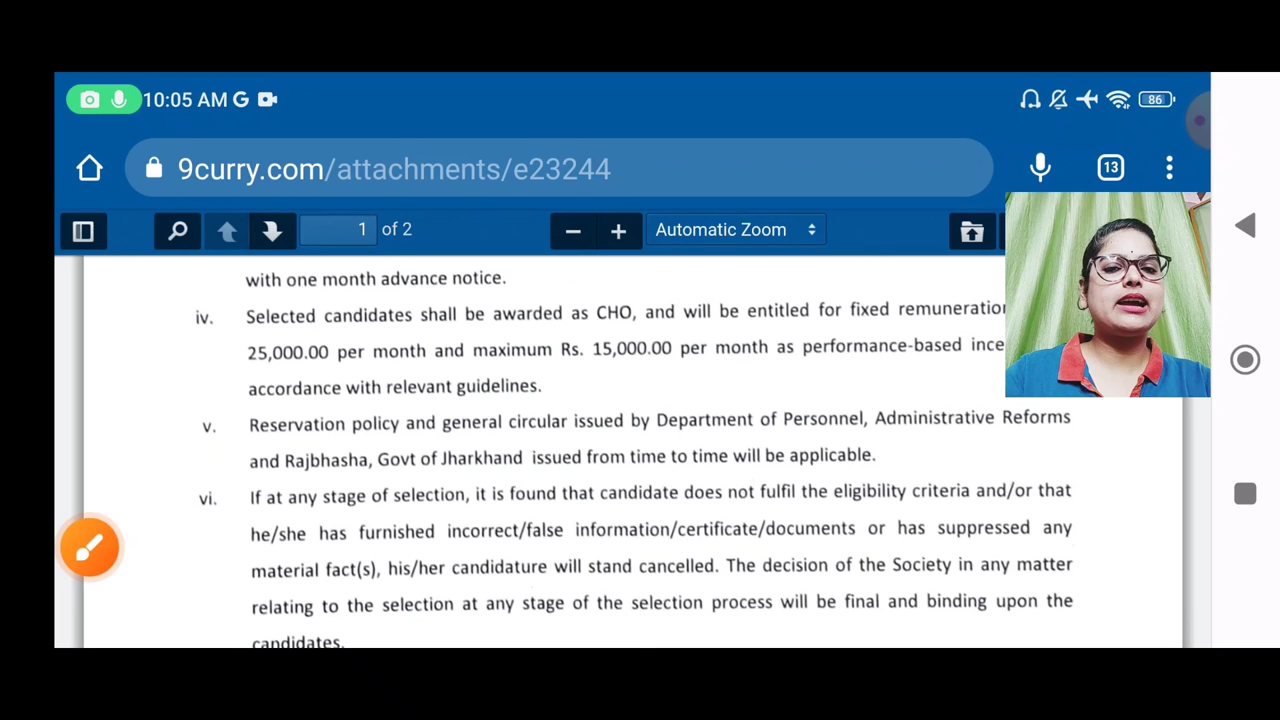 10:05 AM G
86
9curry.com/attachments/e23244
13
1 of 2
Automatic Zoom
with one month advance notice.
iv. Selected candidates shall be awarded as CHO, and will be entitled for fixed remuneration
25,000.00 per month and maximum Rs. 15,000.00 per month as performance-based ince
accordance with relevant guidelines.
v. Reservation policy and general circular issued by Department of Personnel, Administrative Reforms
and Rajbhasha, Govt of Jharkhand issued from time to time will be applicable.
vi. If at any stage of selection, it is found that candidate does not fulfil the eligibility criteria and/or that
he/she has furnished incorrect/false information/certificate/documents or has suppressed any
material fact(s), his/her candidature will stand cancelled. The decision of the Society in any matter
relating to the selection at any stage of the selection process will be final and binding upon the
candidates.